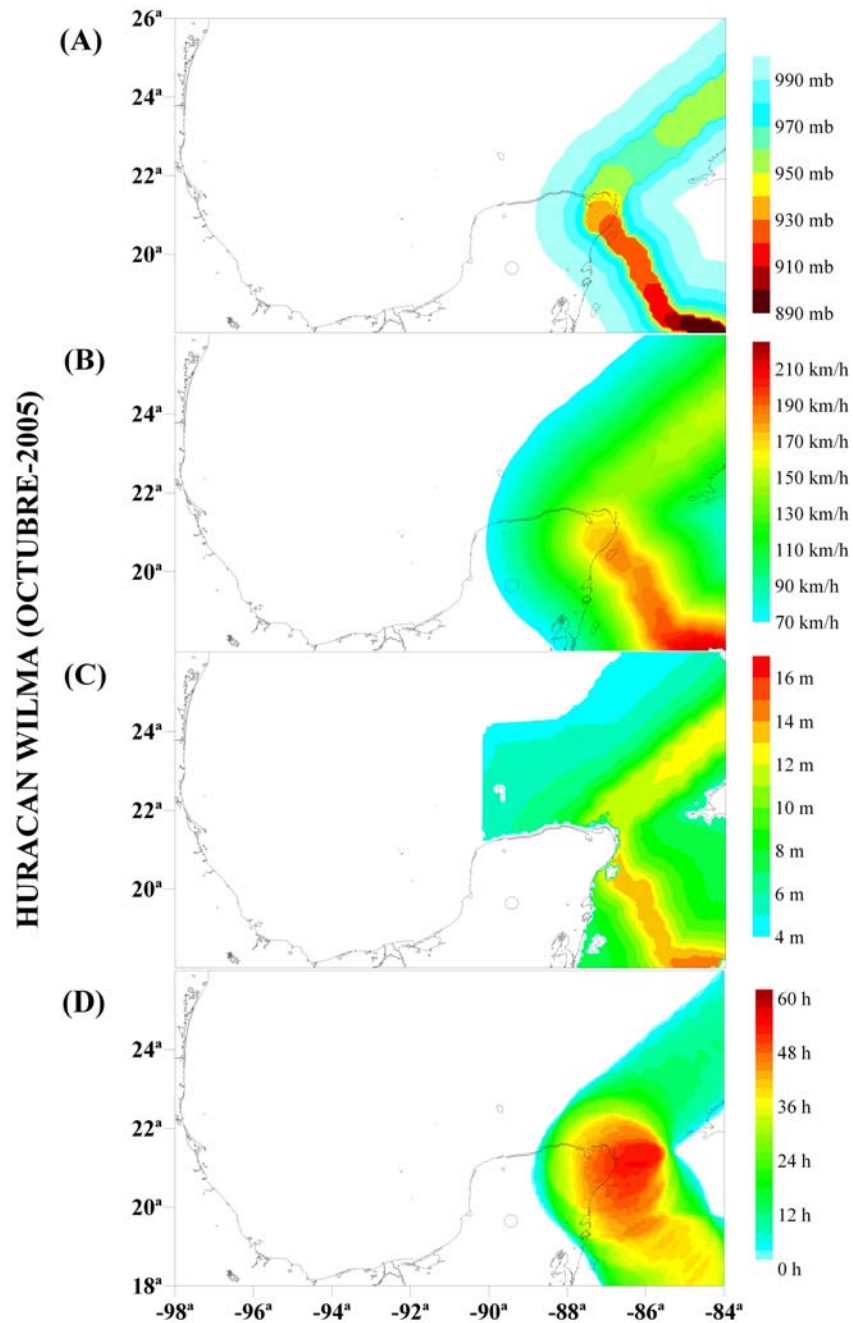 HURACAN WILMA (OCTUBRE-2005)
(A)
26ª
24ª
22ª
20ª
990 mb
970 mb
950 mb
930 mb
910 mb
890 mb
(B)
24ª
22ª
20ª
210 km/h
190 km/h
170 km/h
150 km/h
130 km/h
110 km/h
90 km/h
70 km/h
(C)
24ª
22ª
20ª
16 m
14 m
12 m
10 m
8 m
6 m
4 m
(D)
24ª
22ª
20ª
18ª
60 h
48 h
36 h
24 h
12 h
0 h
-98ª -96ª -94ª -92ª -90ª -88ª -86ª -84ª